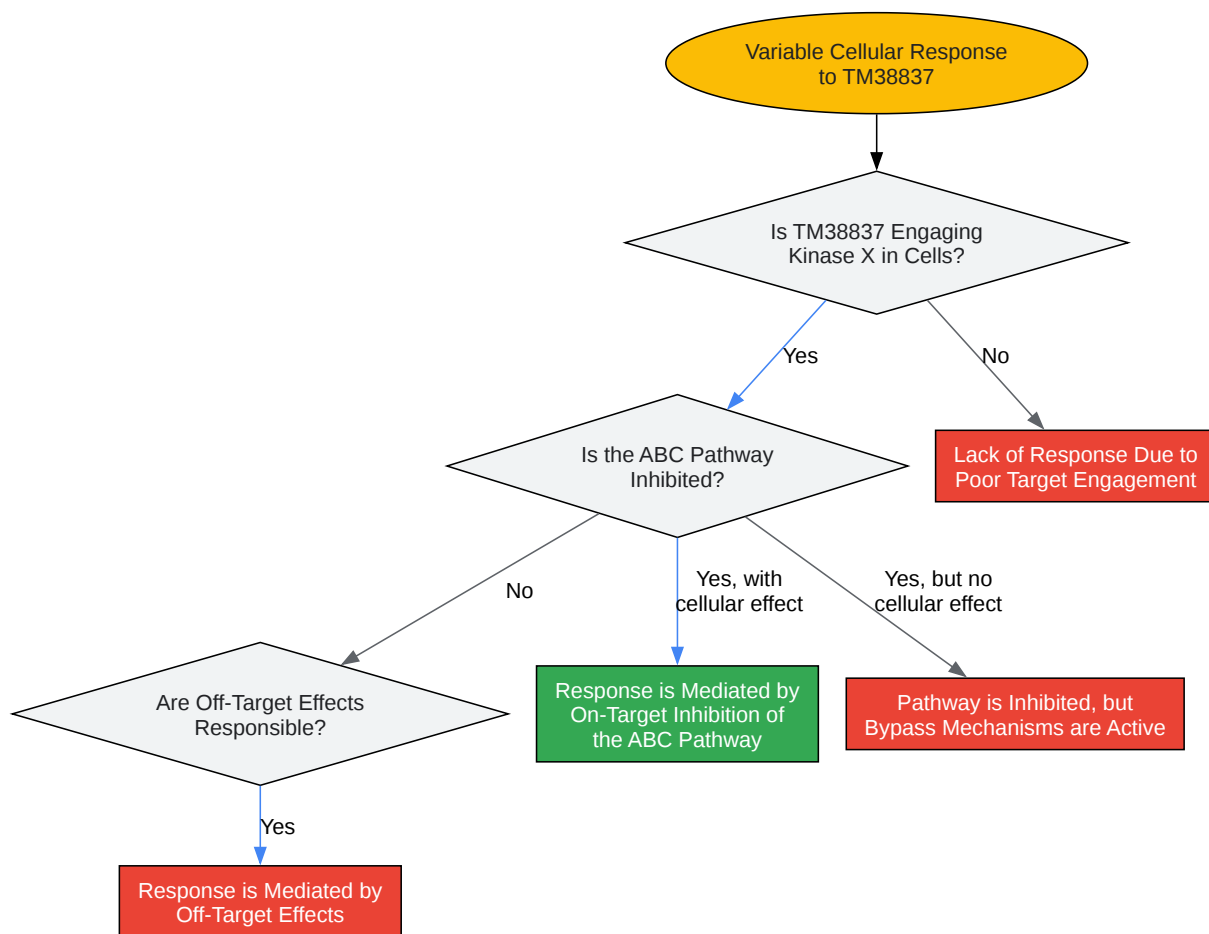 Variable Cellular Response
to TM38837
Is TM38837 Engaging
Kinase X in Cells?
Yes
No
Is the ABC Pathway
Inhibited?
Lack of Response Due to
Poor Target Engagement
No
Yes, with
cellular effect
Yes, but no
cellular effect
Are Off-Target Effects
Responsible?
Response is Mediated by
On-Target Inhibition of
the ABC Pathway
Pathway is Inhibited, but
Bypass Mechanisms are Active
Yes
Response is Mediated by
Off-Target Effects